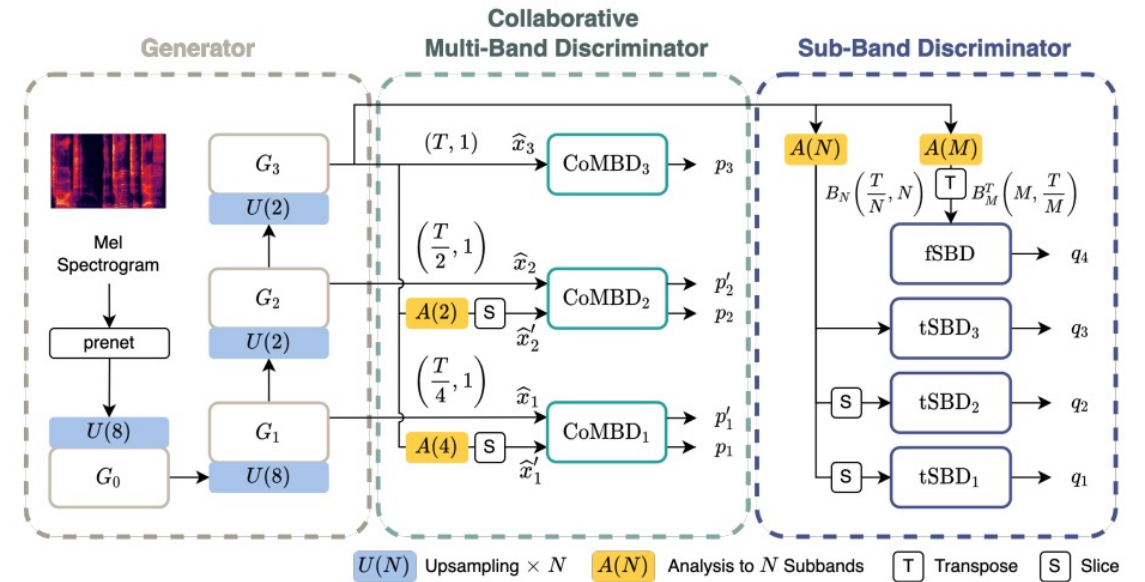 Generator
Collaborative
Multi-Band Discriminator
Sub-Band Discriminator
Mel
Spectrogram
prenet
U(8)
G₀
G₃
U(2)
G₂
U(2)
G₁
U(8)
(T, 1)
x̂₃
CoMBD₃
p₃
(T/2, 1)
x̂₂
A(2)
S
x̂′₂
CoMBD₂
p′₂
p₂
(T/4, 1)
x̂₁
A(4)
S
x̂′₁
CoMBD₁
p′₁
p₁
A(N)
A(M)
T
B_N(T/N, N)
B_M^T(M, T/M)
fSBD
q₄
tSBD₃
q₃
S
tSBD₂
q₂
S
tSBD₁
q₁
U(N) Upsampling × N
A(N) Analysis to N Subbands
T Transpose
S Slice